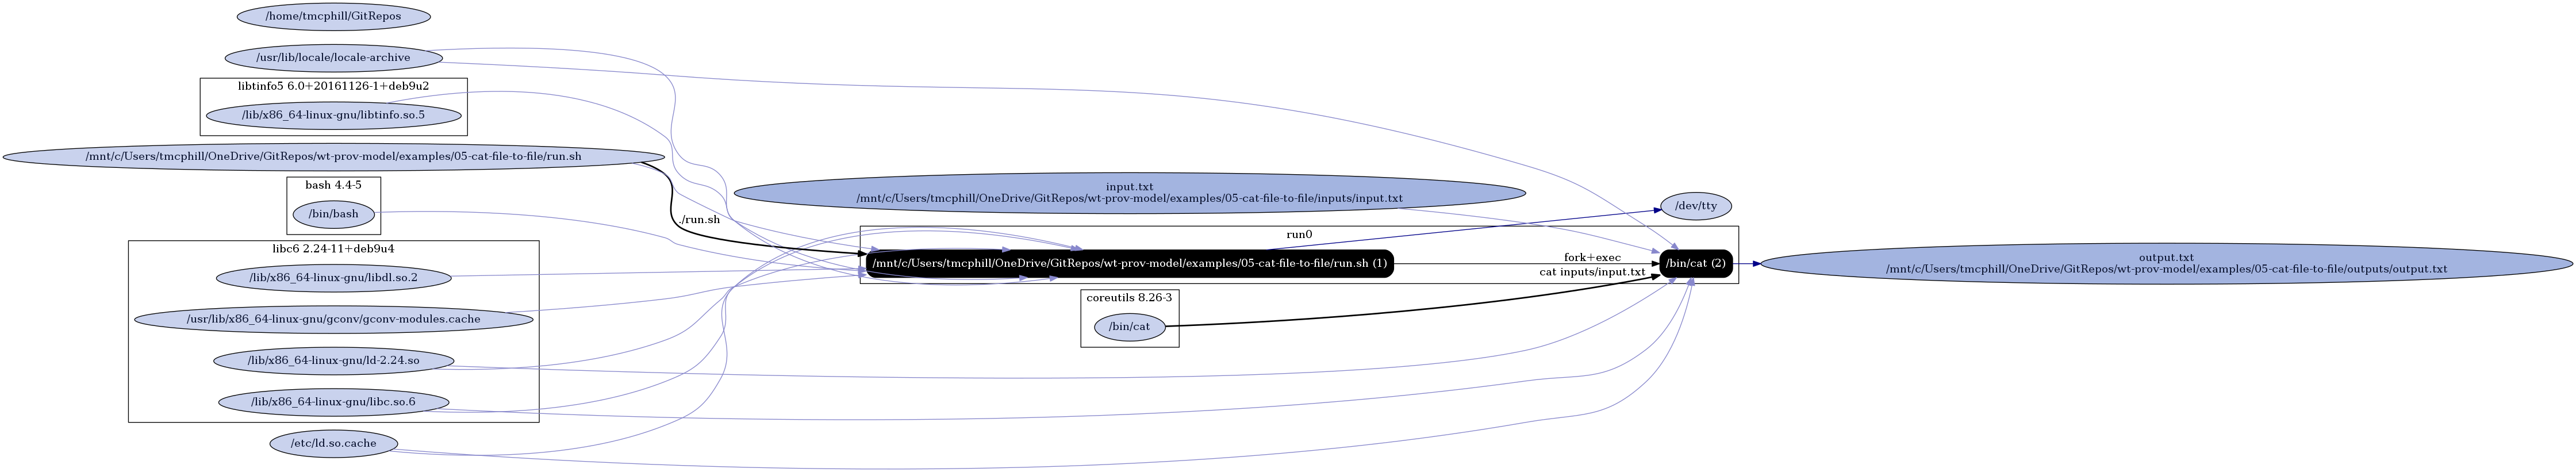 /home/tmcphill/GitRepos
/usr/lib/locale/locale-archive
libtinfo5 6.0+20161126-1+deb9u2
/lib/x86_64-linux-gnu/libtinfo.so.5
/mnt/c/Users/tmcphill/OneDrive/GitRepos/wt-prov-model/examples/05-cat-file-to-file/run.sh
bash 4.4-5
/bin/bash
libc6 2.24-11+deb9u4
/lib/x86_64-linux-gnu/libdl.so.2
/usr/lib/x86_64-linux-gnu/gconv/gconv-modules.cache
/lib/x86_64-linux-gnu/ld-2.24.so
/lib/x86_64-linux-gnu/libc.so.6
/etc/ld.so.cache
./run.sh
input.txt
/mnt/c/Users/tmcphill/OneDrive/GitRepos/wt-prov-model/examples/05-cat-file-to-file/inputs/input.txt
run0
/mnt/c/Users/tmcphill/OneDrive/GitRepos/wt-prov-model/examples/05-cat-file-to-file/run.sh (1)
fork+exec
cat inputs/input.txt
/bin/cat (2)
coreutils 8.26-3
/bin/cat
/dev/tty
output.txt
/mnt/c/Users/tmcphill/OneDrive/GitRepos/wt-prov-model/examples/05-cat-file-to-file/outputs/output.txt